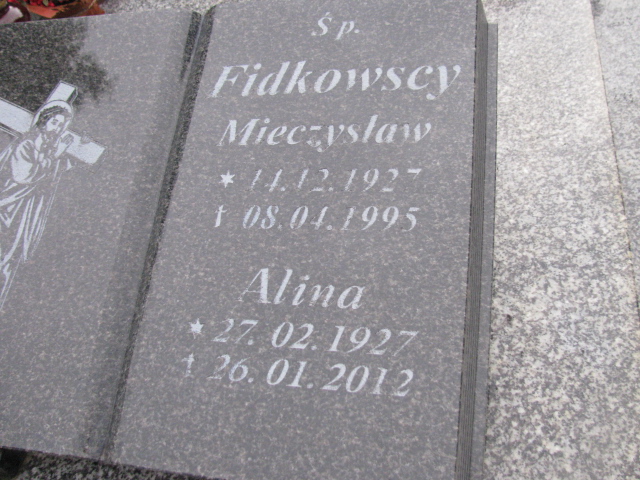 Ś p.
Fidkowscy
Mieczysław
* 14.12.1927
† 08.04.1995
Alina
* 27.02.1927
† 26.01.2012